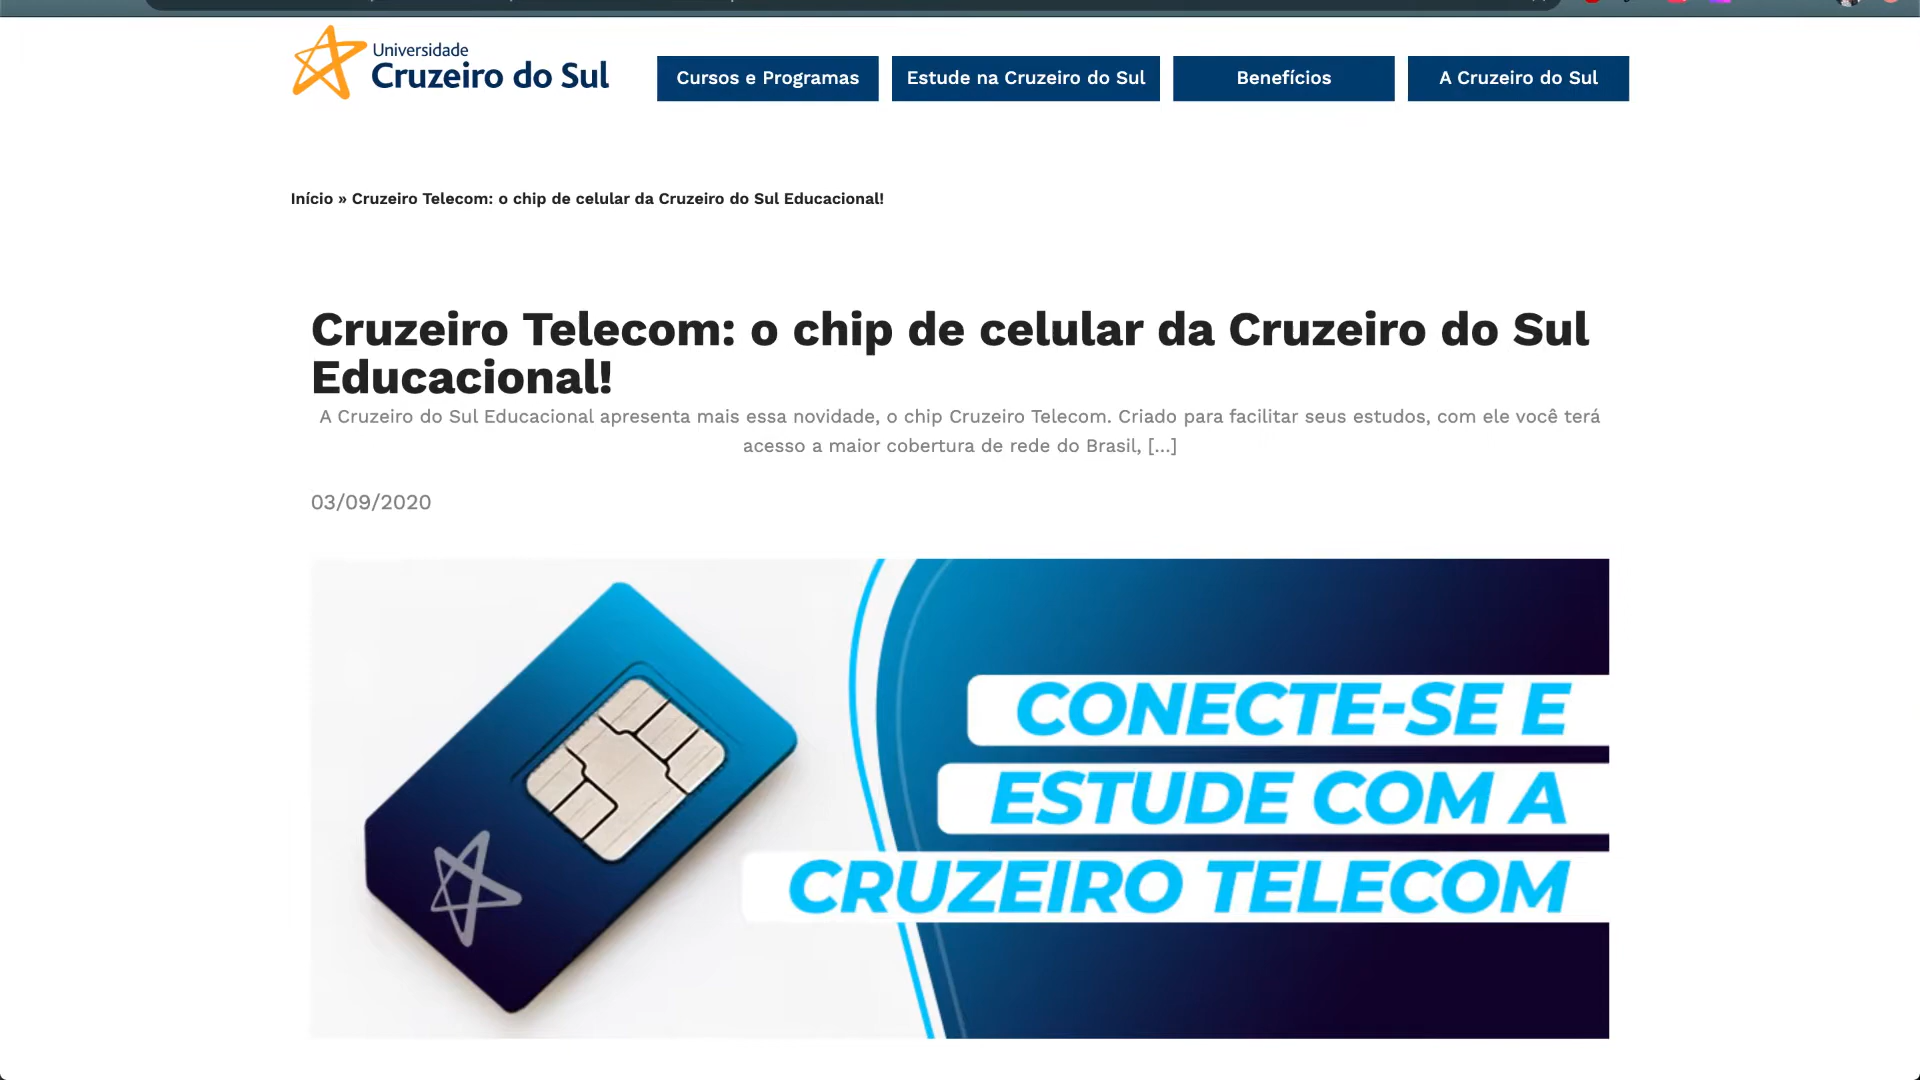 Universidade
Cruzeiro do Sul
Cursos e Programas
Estude na Cruzeiro do Sul
Benefícios
A Cruzeiro do Sul
Início » Cruzeiro Telecom: o chip de celular da Cruzeiro do Sul Educacional!
Cruzeiro Telecom: o chip de celular da Cruzeiro do Sul
Educacional!
A Cruzeiro do Sul Educacional apresenta mais essa novidade, o chip Cruzeiro Telecom. Criado para facilitar seus estudos, com ele você terá
acesso a maior cobertura de rede do Brasil, [...]
03/09/2020
CONECTE-SE E
ESTUDE COM A
CRUZEIRO TELECOM